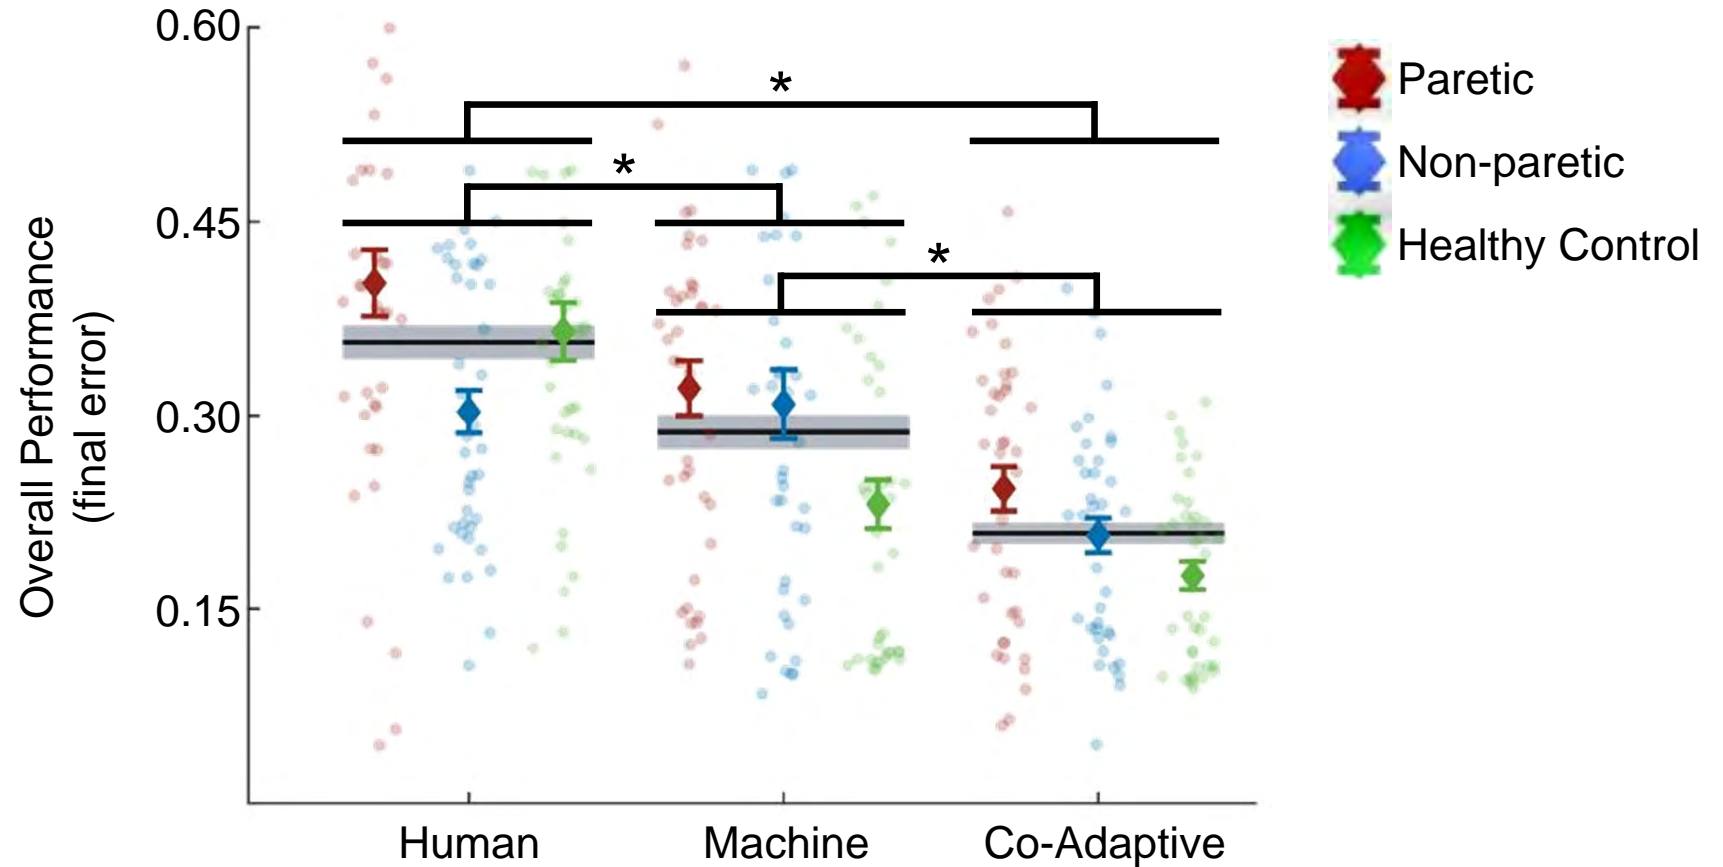 Overall Performance
(final error)
0.60
0.45
0.30
0.15
*
*
*
Human
Machine
Co-Adaptive
Paretic
Non-paretic
Healthy Control